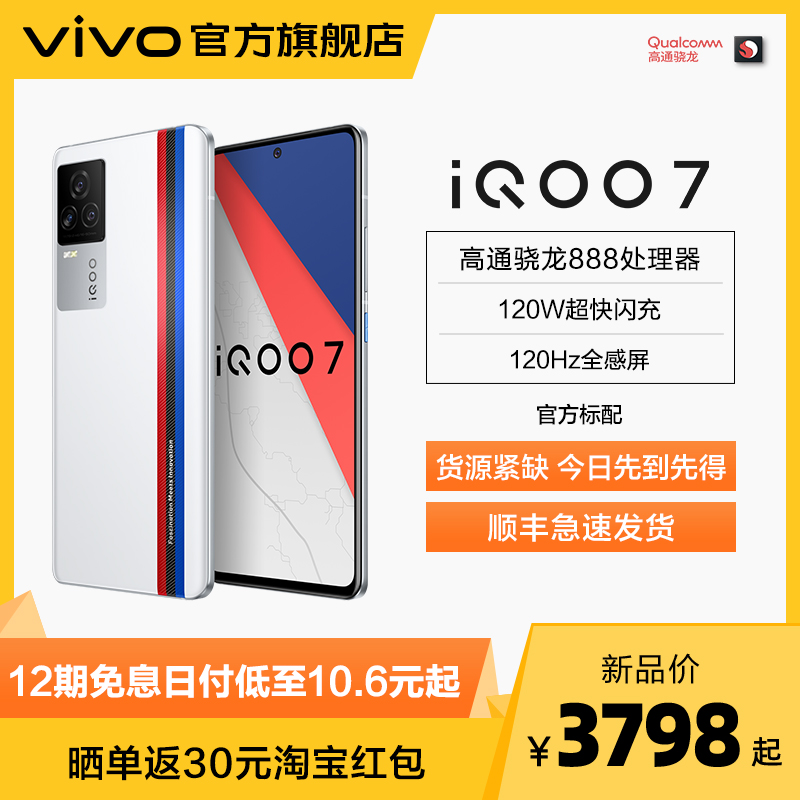 vivo 官方旗舰店
Qualcomm
高通骁龙
iQOO 7
高通骁龙888处理器
120W超快闪充
120Hz全感屏
官方标配
货源紧缺 今日先到先得
顺丰急速发货
iQOO
Fascination Meets Innovation
iQOO 7
12期免息日付低至10.6元起
晒单返30元淘宝红包
新品价
¥3798起